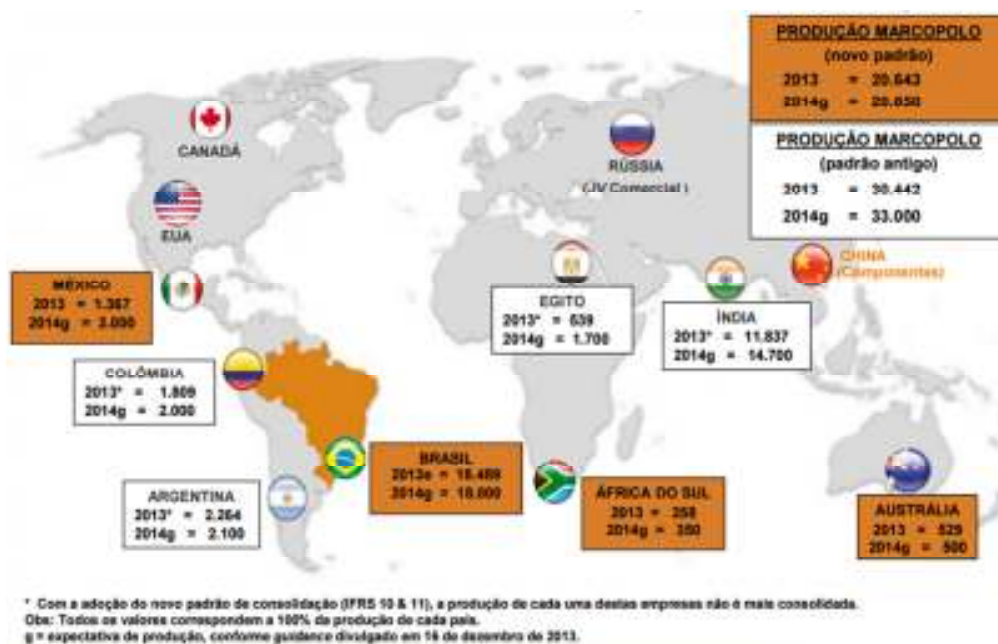 PRODUÇÃO MARCOPOLO
(novo padrão)
2013 = 20.643
2014g = 20.850
PRODUÇÃO MARCOPOLO
(padrão antigo)
2013 = 30.442
2014g = 33.000
CANADÁ
RÚSSIA
(JV Comercial)
EUA
CHINA
(Componentes)
MÉXICO
2013 = 1.367
2014g = 2.000
EGITO
2013* = 639
2014g = 1.700
ÍNDIA
2013* = 11.837
2014g = 14.700
COLÔMBIA
2013* = 1.809
2014g = 2.000
BRASIL
2013e = 18.489
2014g = 18.000
ARGENTINA
2013* = 2.264
2014g = 2.100
ÁFRICA DO SUL
2013 =
2014g = 350
AUSTRÁLIA
2013 = 529
2014g = 500
* Com a adoção do novo padrão de consolidação (IFRS 10 & 11), a produção de cada uma destas empresas não é mais consolidada.
Obs: Todos os valores correspondem a 100% da produção de cada país.
g = expectativa de produção, conforme guidance divulgado em 16 de dezembro de 2013.